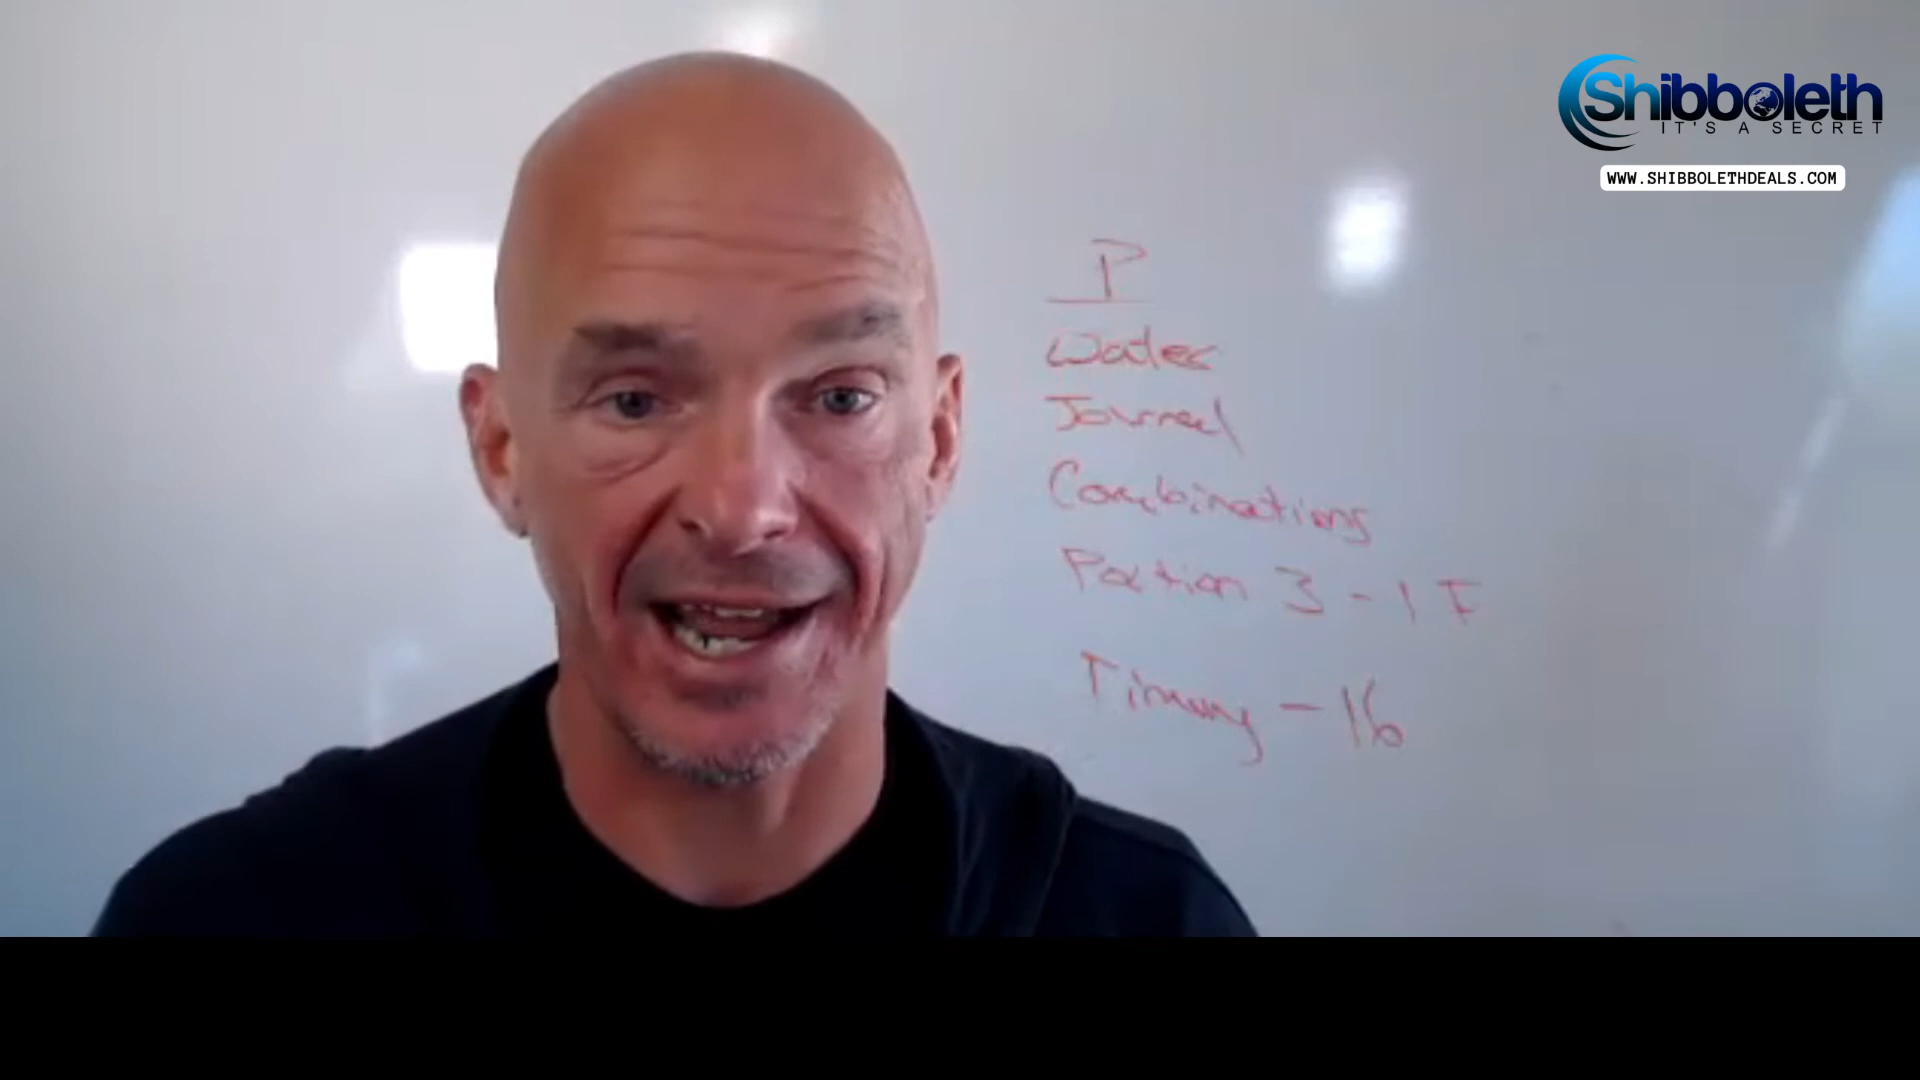 Shibboleth
IT'S A SECRET
WWW.SHIBBOLETHDEALS.COM
P
Water
Journal
Combinations
Portion 3 - 1 F
Timing - 16